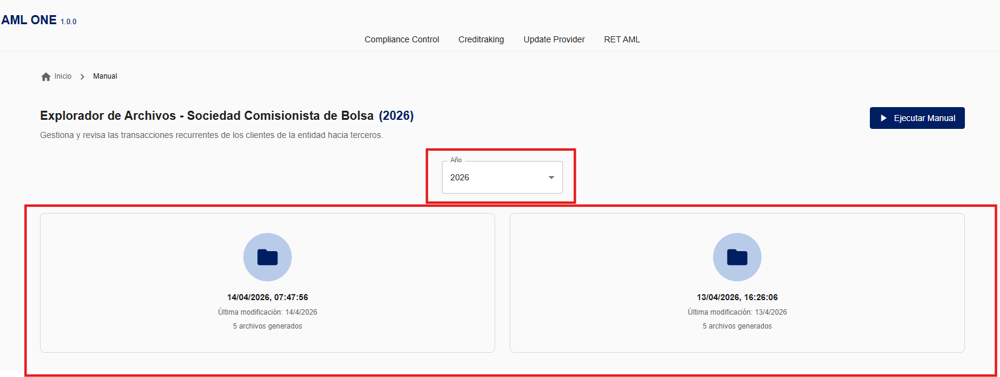 AML ONE 1.0.0
Compliance Control Creditraking Update Provider RET AML
Inicio Manual
Explorador de Archivos - Sociedad Comisionista de Bolsa (2026)
Ejecutar Manual
Gestiona y revisa las transacciones recurrentes de los clientes de la entidad hacia terceros.
Año
2026
14/04/2026, 07:47:56
Última modificación: 14/4/2026
5 archivos generados
13/04/2026, 16:26:06
Última modificación: 13/4/2026
5 archivos generados